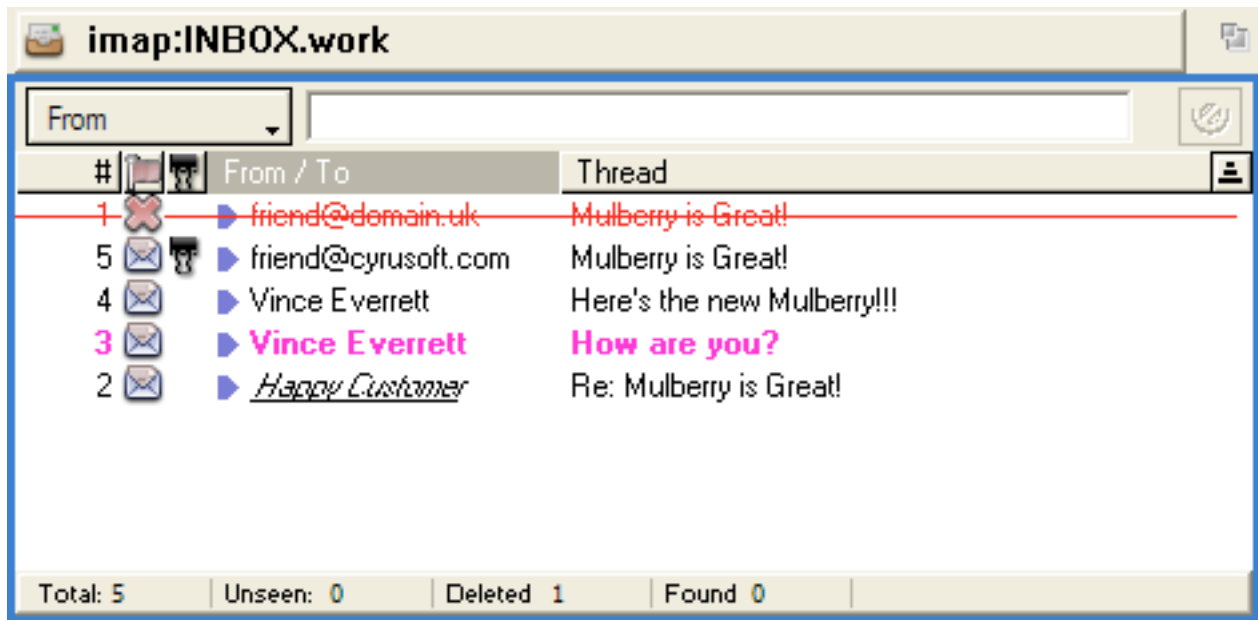 imap:INBOX.work
From
# From / To Thread
1 friend@domain.uk Mulberry is Great!
5 friend@cyrusoft.com Mulberry is Great!
4 Vince Everrett Here's the new Mulberry!!!
3 Vince Everrett How are you?
2 Happy Customer Re: Mulberry is Great!
Total: 5 Unseen: 0 Deleted 1 Found 0